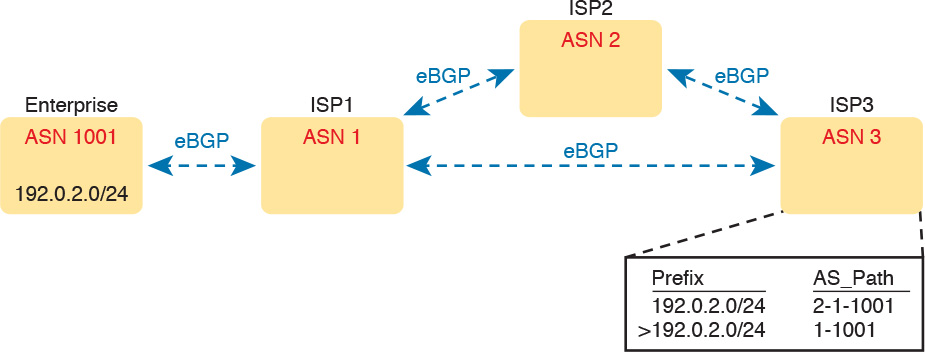 ISP2
ASN 2
eBGP
eBGP
Enterprise
ISP1
ISP3
ASN 1001
ASN 1
ASN 3
eBGP
eBGP
192.0.2.0/24
Prefix AS_Path
192.0.2.0/24 2-1-1001
>192.0.2.0/24 1-1001